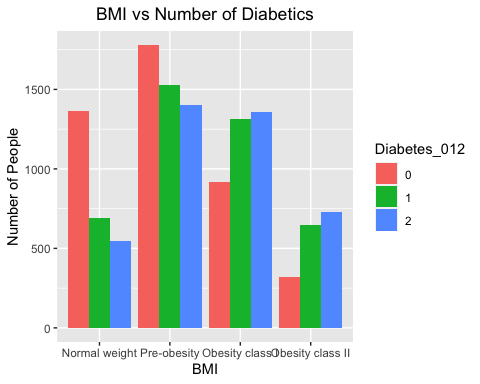 BMI vs Number of Diabetics
Number of People
1500
1000
500
0
Normal weight Pre-obesity Obesity class I Obesity class II
BMI
Diabetes_012
0
1
2